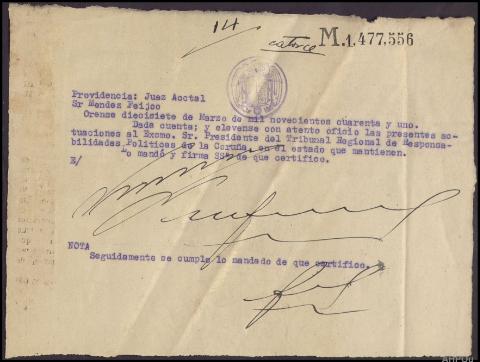 14
catorce
M.1.477,556
Providencia: Juez Acctal
Sr Mendez Feijoo
Orense diecisiete de Marzo de mil novecientos cuarenta y uno.
Dada cuenta; y elevense con atento oficio las presentes ac-
tuaciones al Excmo. Sr. Presidente del Tribunal Regional de Responsa-
bilidades Politicas de la Coruña, en el estado que mantienen.
Lo mandó y firma SSª de que certifico.
E/
NOTA
Seguidamente se cumple lo mandado de que certifico.
AHPOu